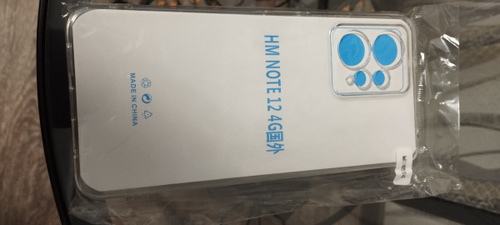 HM NOTE 12 4G国外
MADE IN CHINA